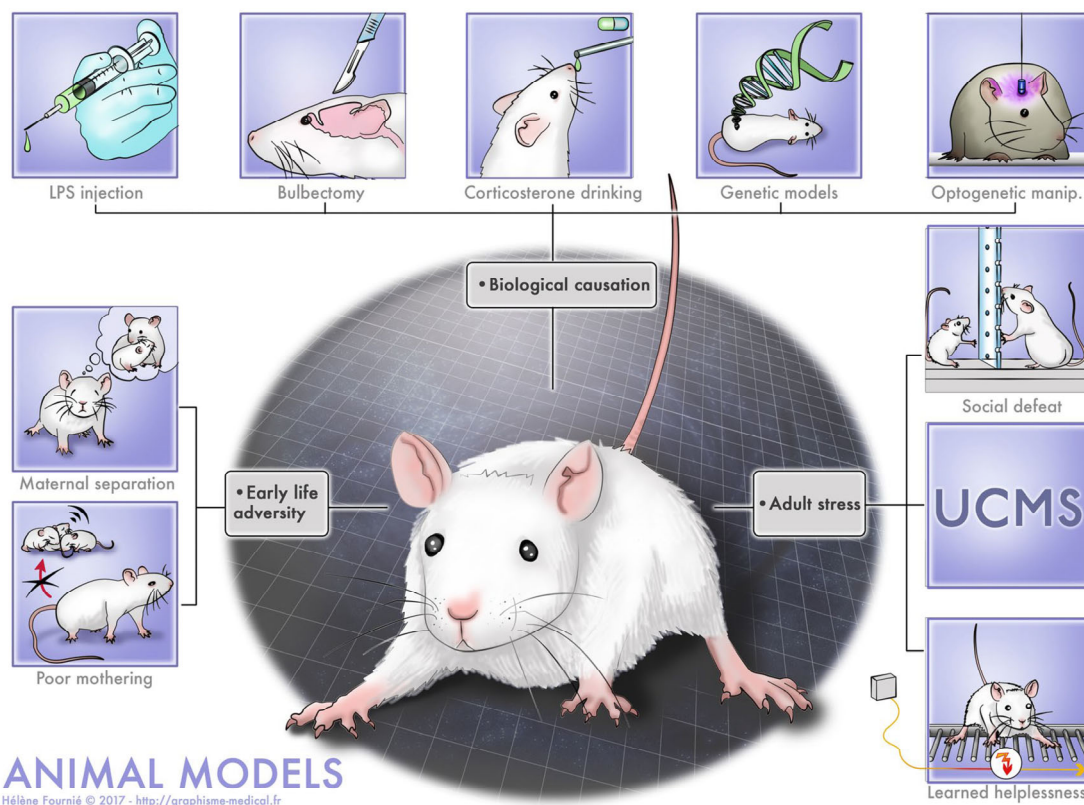 LPS injection
Bulbectomy
Corticosterone drinking
Genetic models
Optogenetic manip.
• Biological causation
Social defeat
Maternal separation
• Early life
adversity
• Adult stress
UCMS
Poor mothering
Learned helplessness
ANIMAL MODELS
Hélène Fournié © 2017 - http://graphisme-medical.fr